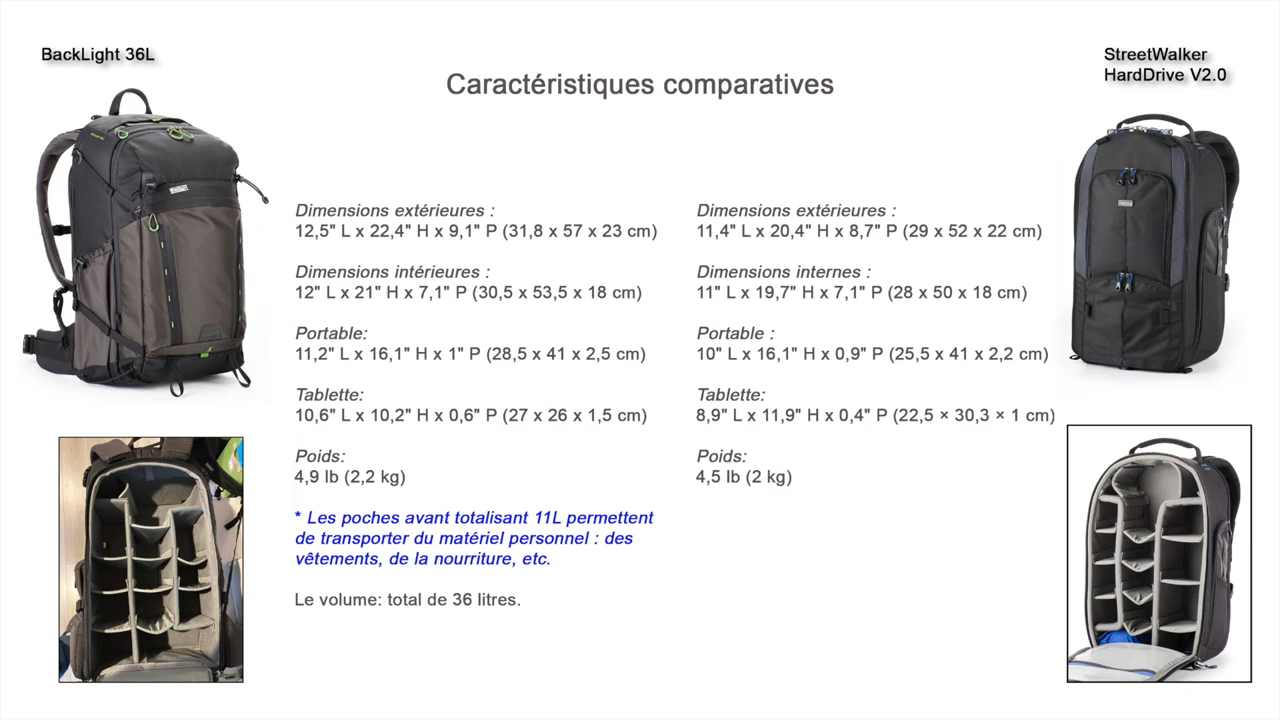 BackLight 36L
StreetWalker
HardDrive V2.0
Caractéristiques comparatives
Dimensions extérieures :
12,5" L x 22,4" H x 9,1" P (31,8 x 57 x 23 cm)
Dimensions intérieures :
12" L x 21" H x 7,1" P (30,5 x 53,5 x 18 cm)
Portable:
11,2" L x 16,1" H x 1" P (28,5 x 41 x 2,5 cm)
Tablette:
10,6" L x 10,2" H x 0,6" P (27 x 26 x 1,5 cm)
Poids:
4,9 lb (2,2 kg)
* Les poches avant totalisant 11L permettent
de transporter du matériel personnel : des
vêtements, de la nourriture, etc.
Le volume: total de 36 litres.
Dimensions extérieures :
11,4" L x 20,4" H x 8,7" P (29 x 52 x 22 cm)
Dimensions internes :
11" L x 19,7" H x 7,1" P (28 x 50 x 18 cm)
Portable :
10" L x 16,1" H x 0,9" P (25,5 x 41 x 2,2 cm)
Tablette:
8,9" L x 11,9" H x 0,4" P (22,5 × 30,3 × 1 cm)
Poids:
4,5 lb (2 kg)